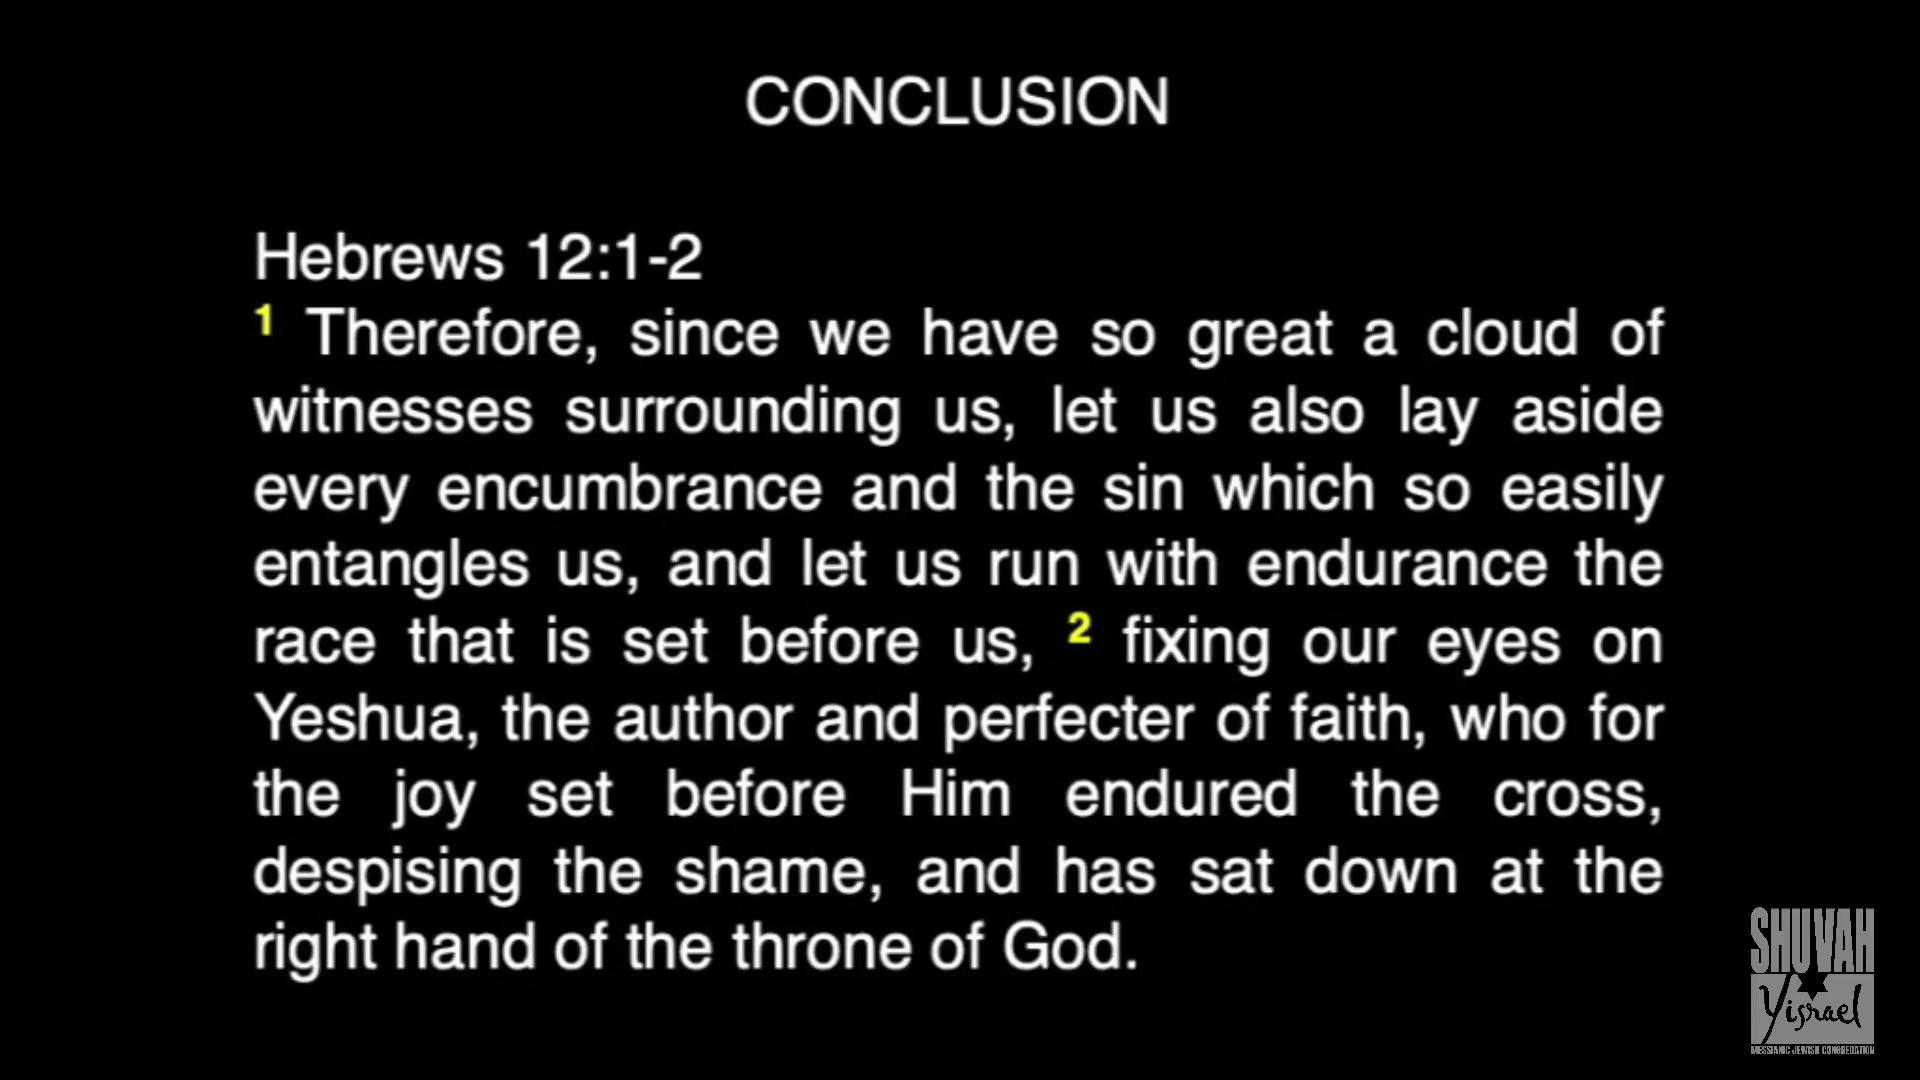 CONCLUSION
Hebrews 12:1-2
1 Therefore, since we have so great a cloud of
witnesses surrounding us, let us also lay aside
every encumbrance and the sin which so easily
entangles us, and let us run with endurance the
race that is set before us, 2 fixing our eyes on
Yeshua, the author and perfecter of faith, who for
the joy set before Him endured the cross,
despising the shame, and has sat down at the
right hand of the throne of God.
SHUVAH
Yisrael
MESSIANIC JEWISH CONGREGATION